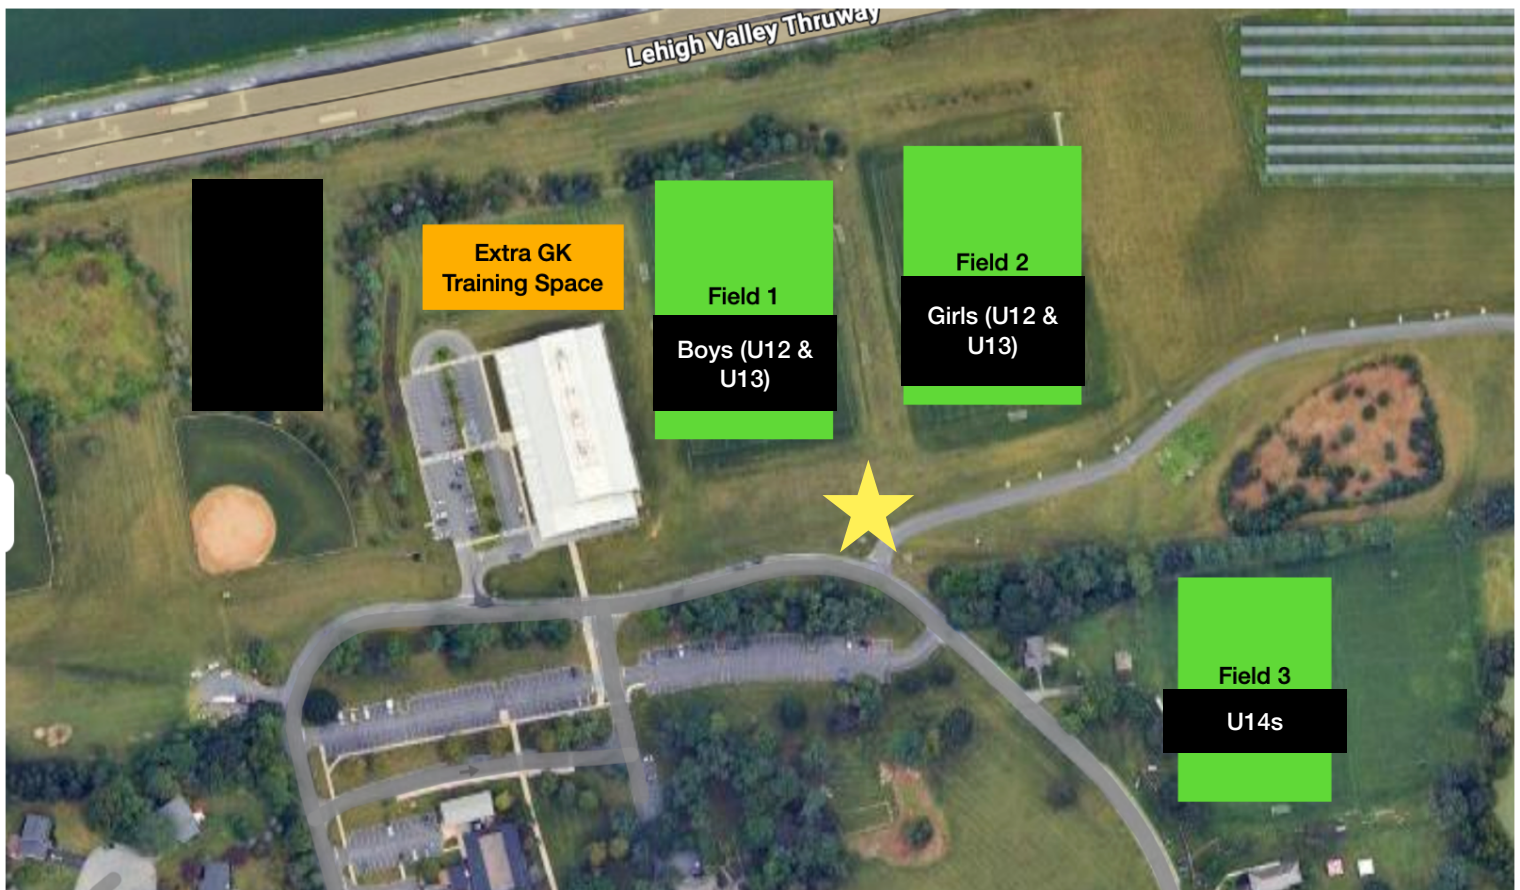 Lehigh Valley Thruway
Extra GK
Training Space
Field 1
Boys (U12 &
U13)
Field 2
Girls (U12 &
U13)
Field 3
U14s